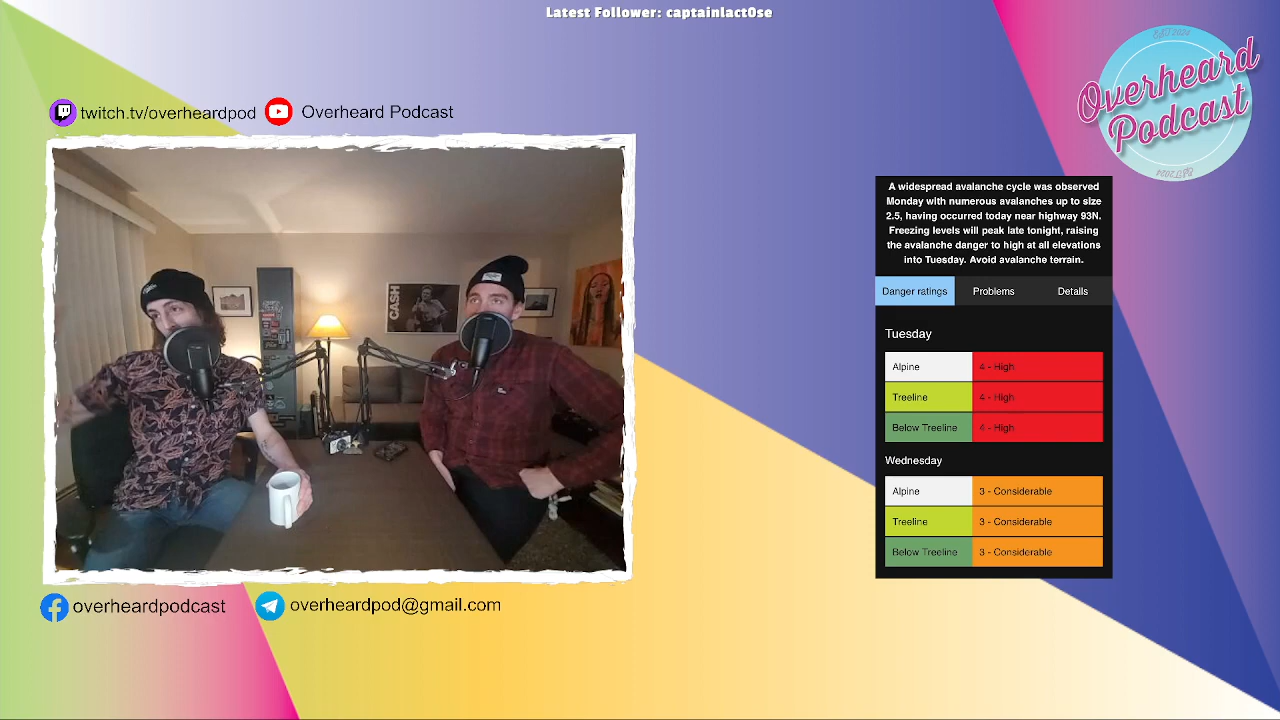 Latest Follower: captainlact0se
Overheard
Podcast
twitch.tv/overheardpod
Overheard Podcast
CASH
A widespread avalanche cycle was observed
Monday with numerous avalanches up to size
2.5, having occurred today near highway 93N.
Freezing levels will peak late tonight, raising
the avalanche danger to high at all elevations
into Tuesday. Avoid avalanche terrain.
Danger ratings Problems Details
Tuesday
Alpine 4 - High
Treeline 4 - High
Below Treeline 4 - High
Wednesday
Alpine 3 - Considerable
Treeline 3 - Considerable
Below Treeline 3 - Considerable
overheardpodcast
overheardpod@gmail.com